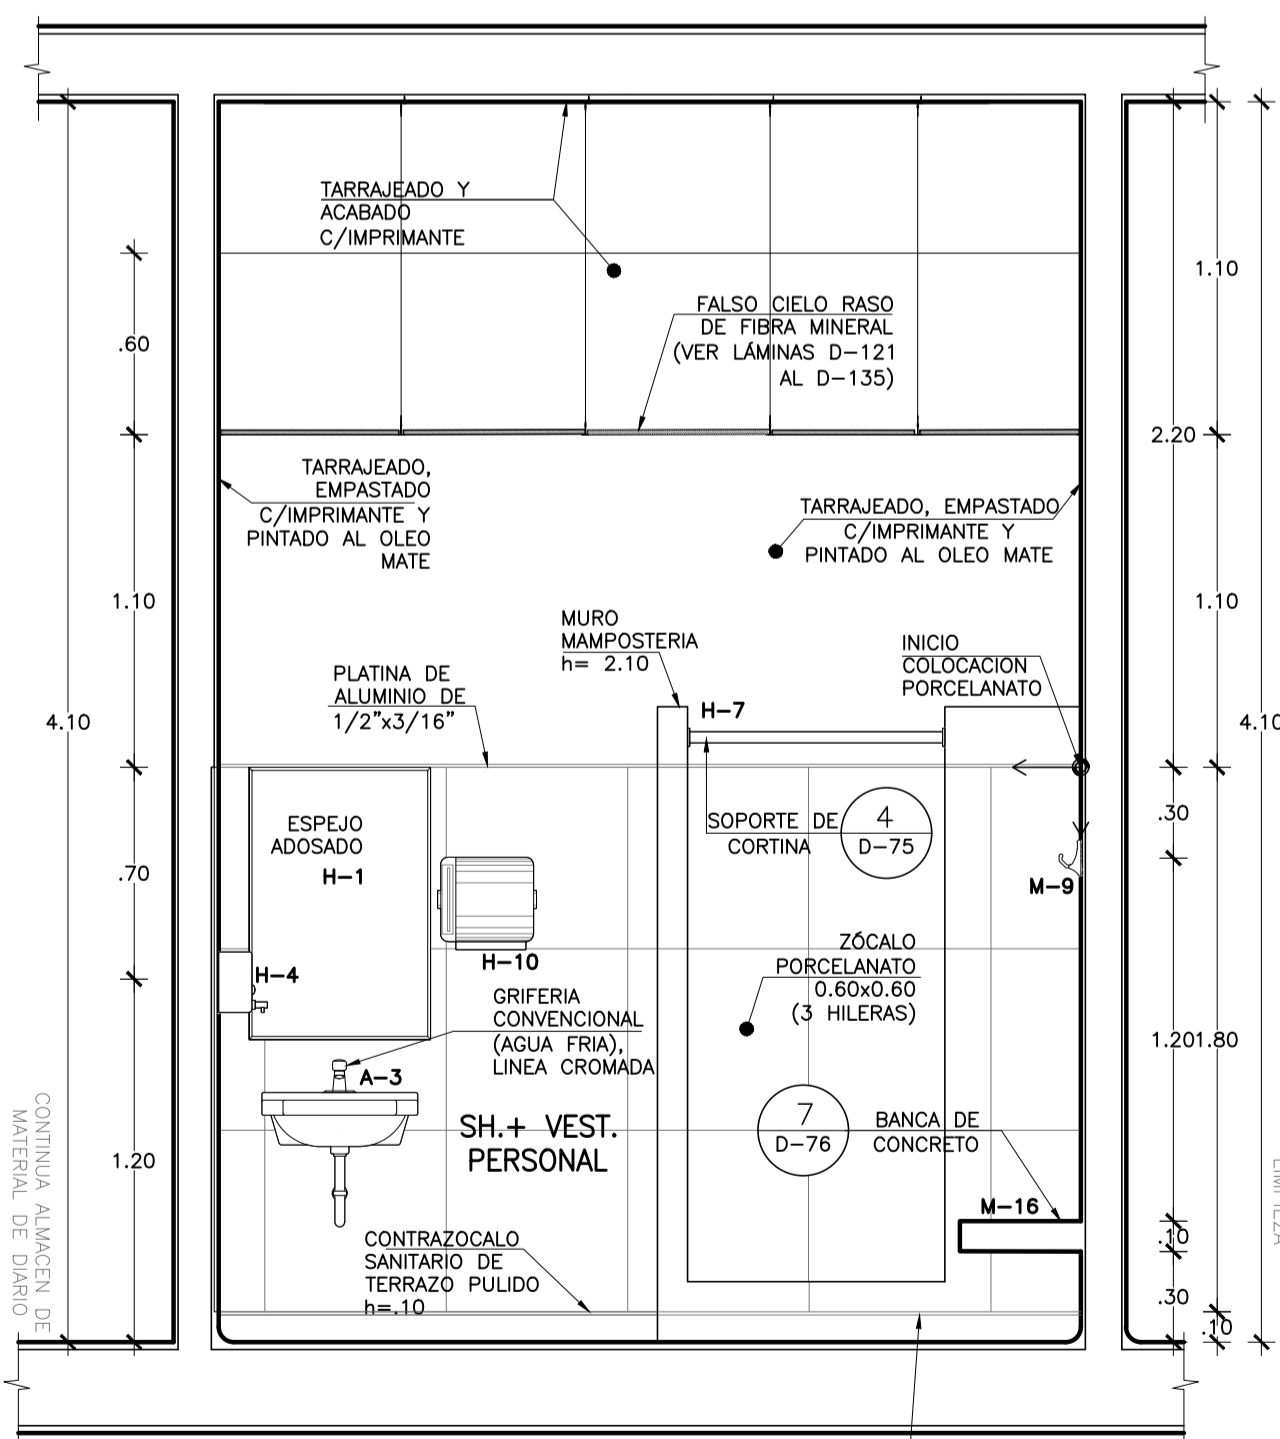 TARRAJEADO Y
ACABADO
C/IMPRIMANTE
FALSO CIELO RASO
DE FIBRA MINERAL
(VER LÁMINAS D-121
AL D-135)
TARRAJEADO,
EMPASTADO
C/IMPRIMANTE Y
PINTADO AL OLEO
MATE
TARRAJEADO, EMPASTADO
C/IMPRIMANTE Y
PINTADO AL OLEO MATE
MURO
MAMPOSTERIA
h= 2.10
INICIO
COLOCACION
PORCELANATO
PLATINA DE
ALUMINIO DE
1/2"x3/16"
H-7
SOPORTE DE
CORTINA
4
D-75
ESPEJO
ADOSADO
H-1
M-9
H-10
H-4
ZÓCALO
PORCELANATO
0.60x0.60
(3 HILERAS)
GRIFERIA
CONVENCIONAL
(AGUA FRIA),
LINEA CROMADA
A-3
SH.+ VEST.
PERSONAL
7
D-76
BANCA DE
CONCRETO
M-16
CONTRAZOCALO
SANITARIO DE
TERRAZO PULIDO
h=.10
4.10
.60
1.10
.70
1.20
1.10
2.20
1.10
4.10
.30
1.20
1.80
.10
.30
.10
CONTINUA ALMACEN DE
MATERIAL DE DIARIO